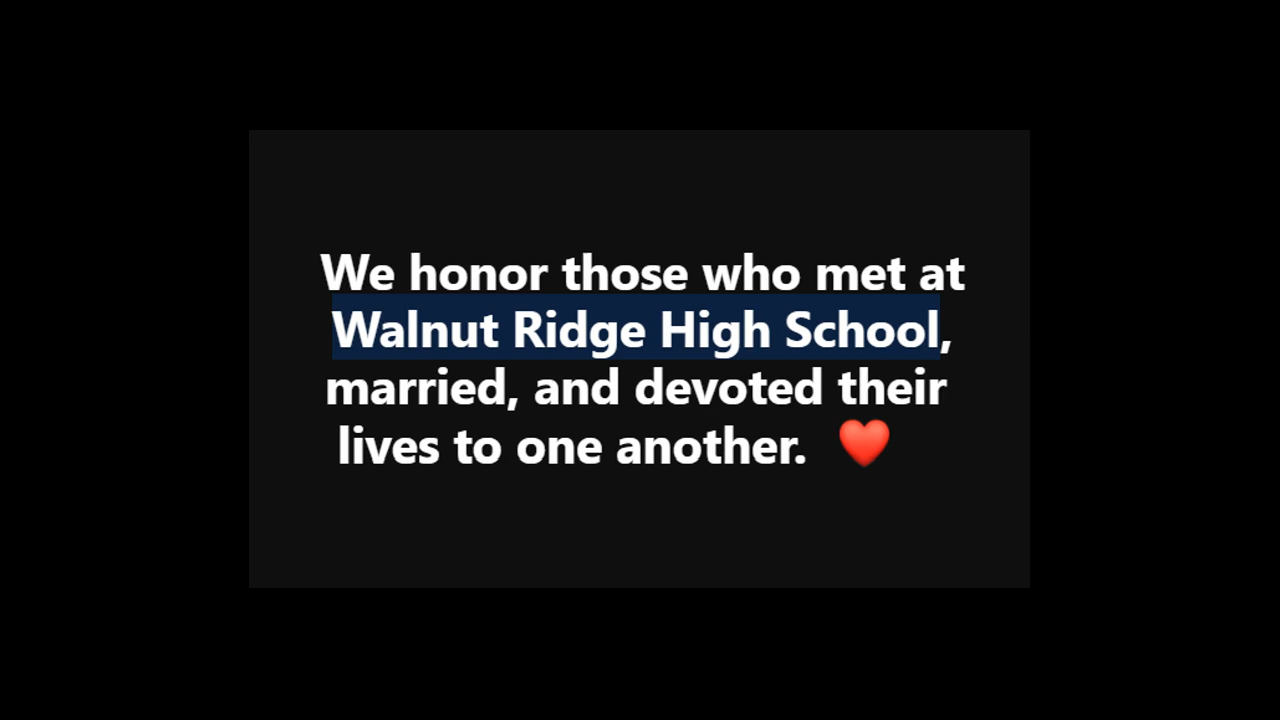 We honor those who met at
Walnut Ridge High School,
married, and devoted their
lives to one another. ❤️